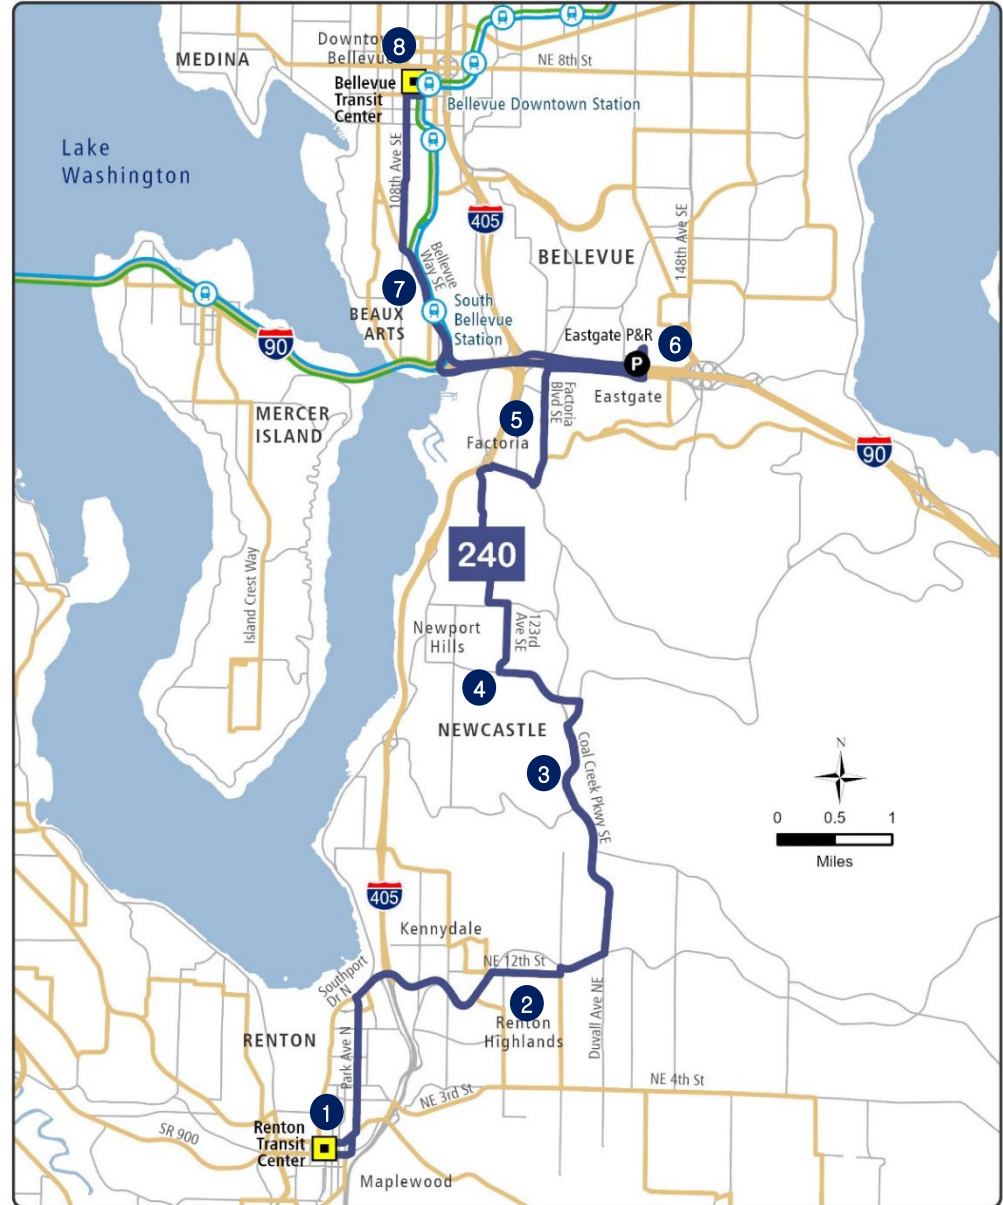 Downtown
Bellevue
8
MEDINA
NE 8th St
Bellevue
Transit
Center
Bellevue Downtown Station
Lake
Washington
108th Ave SE
405
148th Ave SE
BELLEVUE
Bellevue
Way SE
7
BEAUX
ARTS
South
Bellevue
Station
Eastgate P&R
6
P
90
Eastgate
Factoria
Blvd SE
MERCER
ISLAND
5
Factoria
90
240
Island Crest Way
Newport
Hills
123rd
Ave SE
4
NEWCASTLE
3
Coal Creek Pkwy SE
N
0 0.5 1
Miles
405
Kennydale
NE 12th St
Southport
Dr N
2
Renton
Highlands
Duvall Ave NE
RENTON
Park Ave N
NE 4th St
NE 3rd St
1
SR 900
Renton
Transit
Center
Maplewood